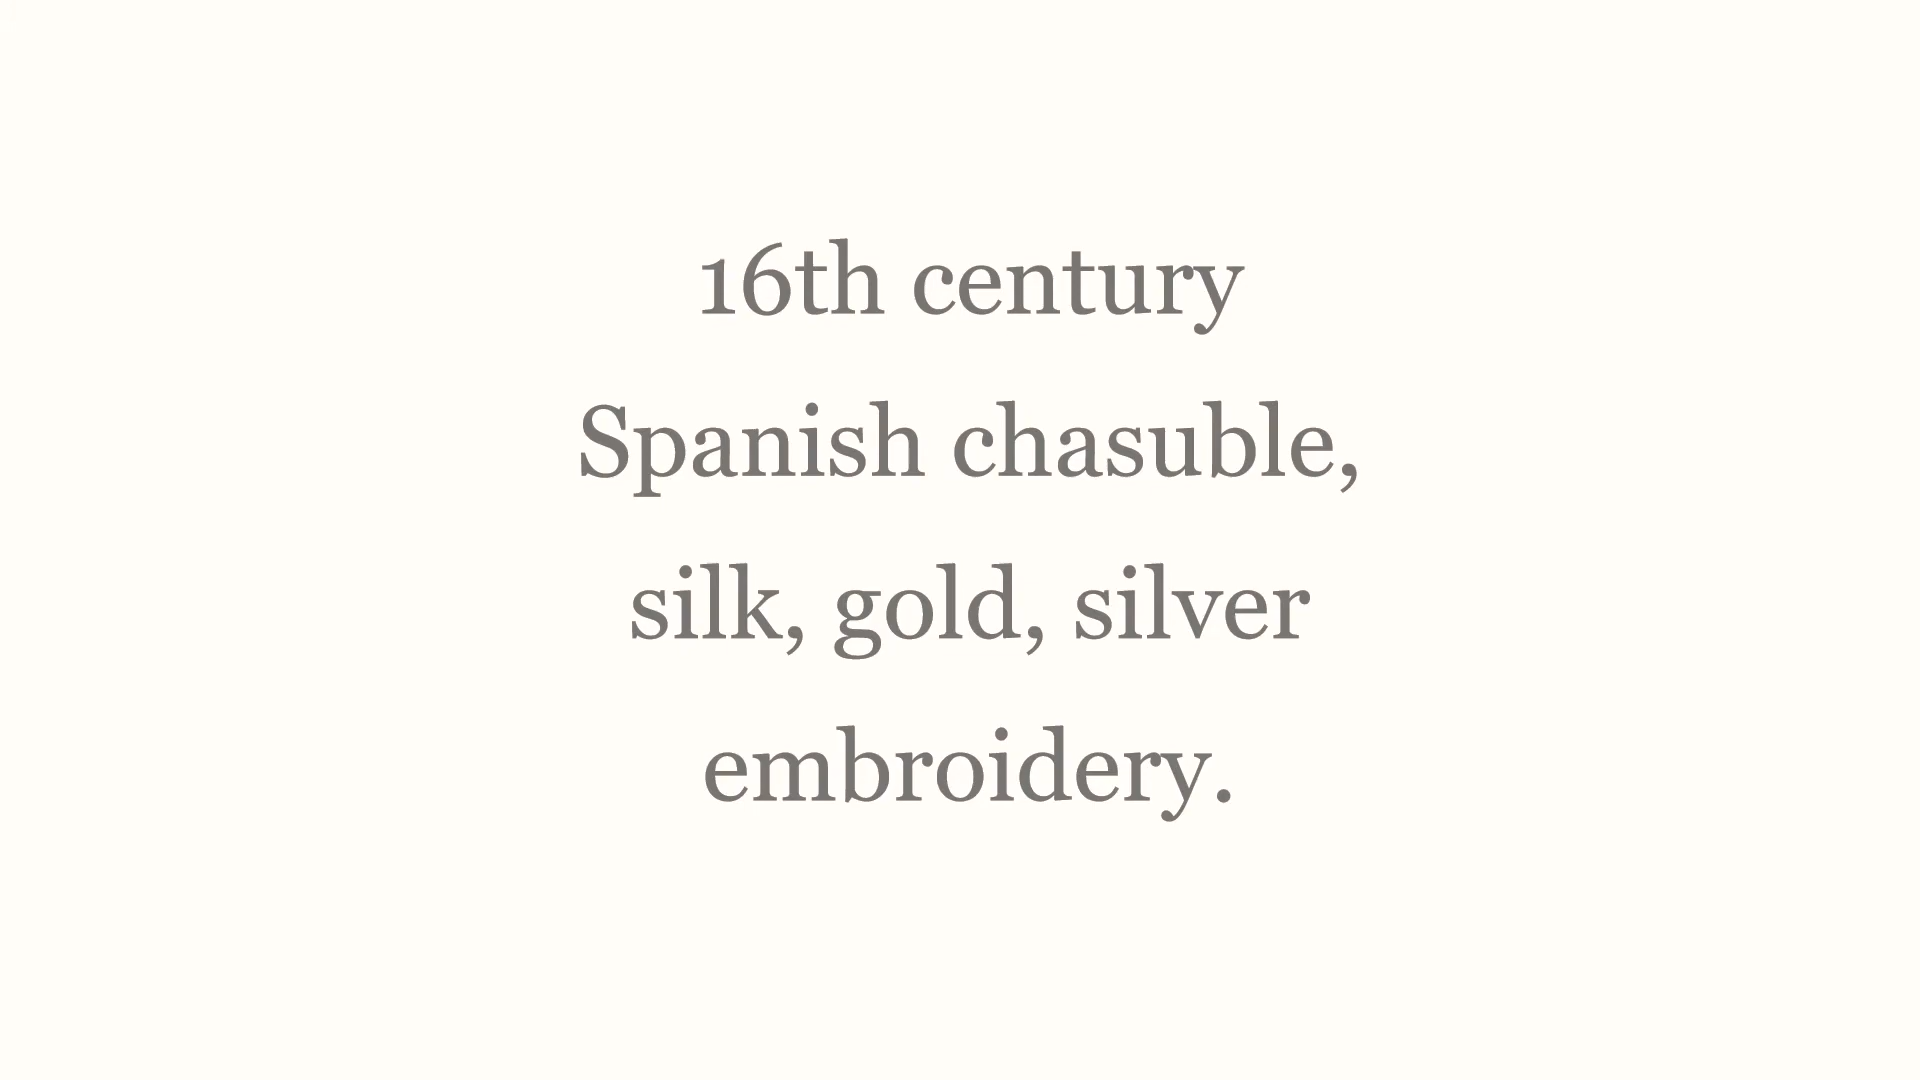 16th century
Spanish chasuble,
silk, gold, silver
embroidery.